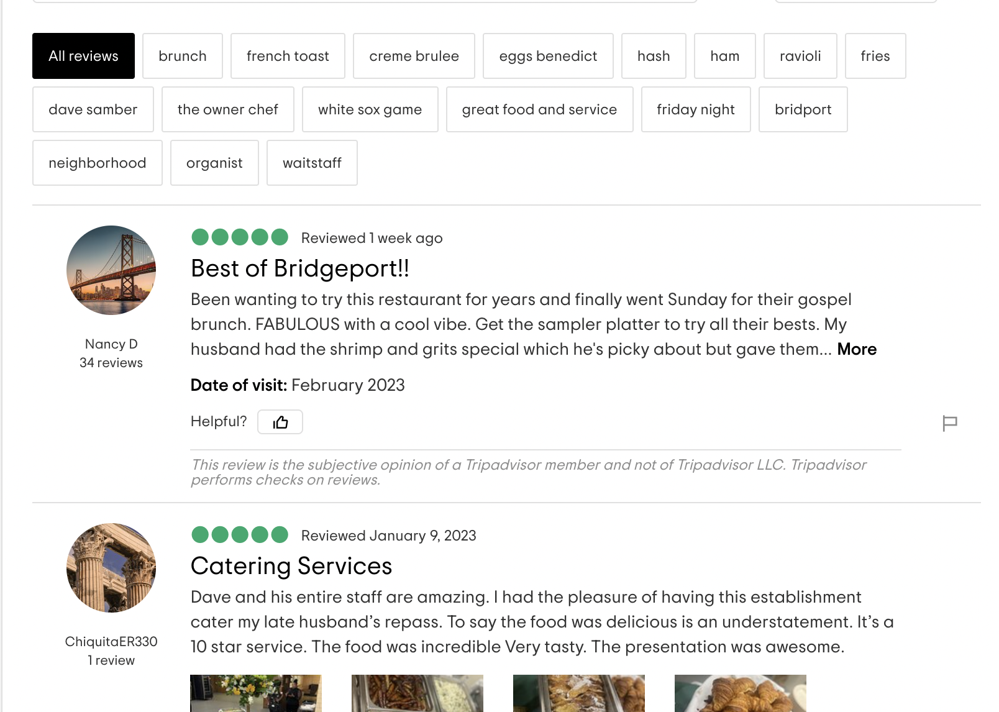 All reviews brunch french toast creme brulee eggs benedict hash ham ravioli fries
dave samber the owner chef white sox game great food and service friday night bridport
neighborhood organist waitstaff
Reviewed 1 week ago
Best of Bridgeport!!
Been wanting to try this restaurant for years and finally went Sunday for their gospel
brunch. FABULOUS with a cool vibe. Get the sampler platter to try all their bests. My
husband had the shrimp and grits special which he's picky about but gave them... More
Nancy D
34 reviews
Date of visit: February 2023
Helpful?
This review is the subjective opinion of a Tripadvisor member and not of Tripadvisor LLC. Tripadvisor
performs checks on reviews.
Reviewed January 9, 2023
Catering Services
Dave and his entire staff are amazing. I had the pleasure of having this establishment
cater my late husband’s repass. To say the food was delicious is an understatement. It’s a
10 star service. The food was incredible Very tasty. The presentation was awesome.
ChiquitaER330
1 review